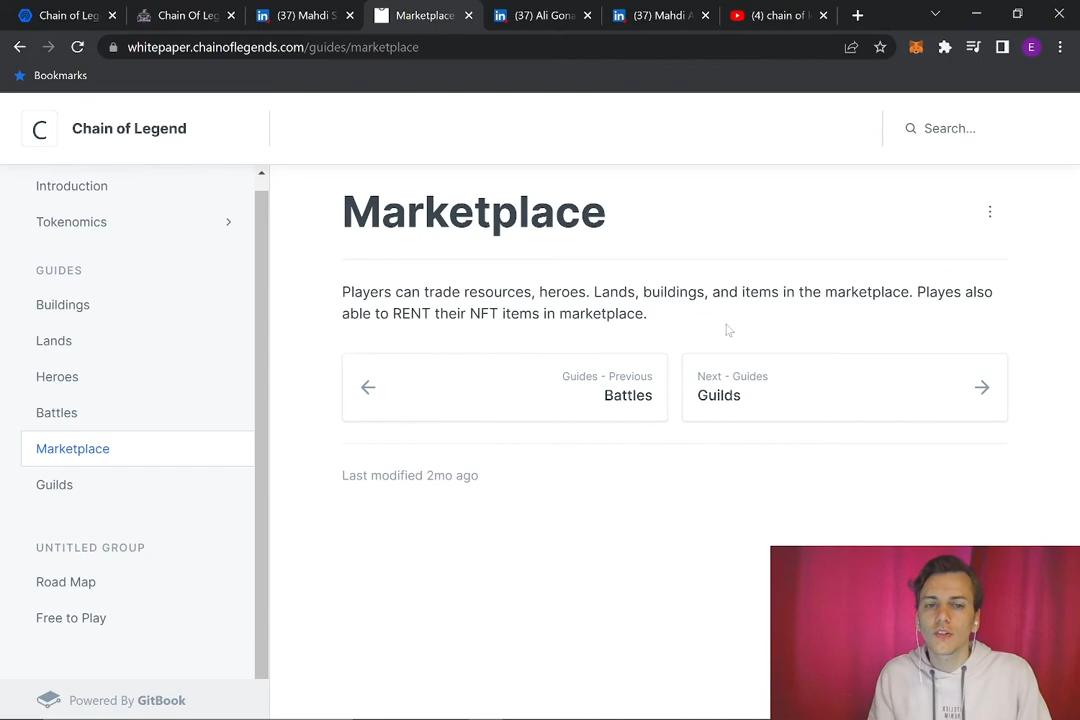 Chain of Leg
Chain Of Leg
(37) Mahdi S
Marketplace
(37) Ali Gona
(37) Mahdi A
(4) chain of l
whitepaper.chainoflegends.com/guides/marketplace
E
Bookmarks
C
Chain of Legend
Search...
Introduction
Tokenomics
GUIDES
Buildings
Lands
Heroes
Battles
Marketplace
Guilds
UNTITLED GROUP
Road Map
Free to Play
Powered By GitBook
Marketplace
Players can trade resources, heroes. Lands, buildings, and items in the marketplace. Playes also
able to RENT their NFT items in marketplace.
Guides - Previous
Battles
Next - Guides
Guilds
Last modified 2mo ago